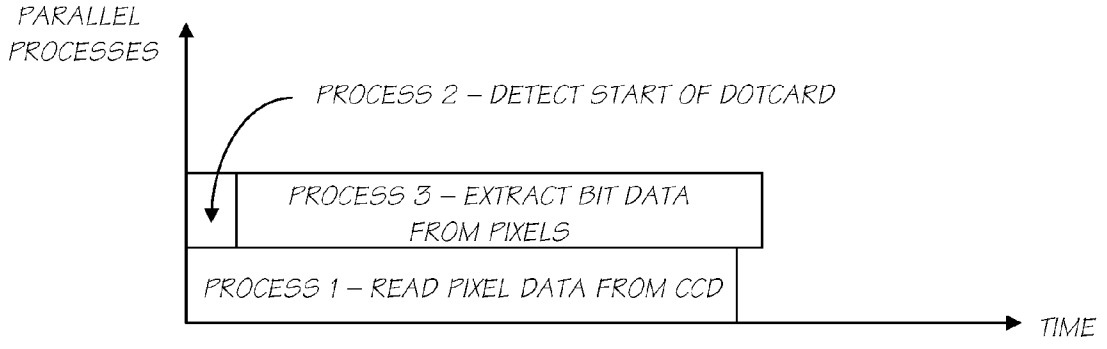 PARALLEL
PROCESSES
PROCESS 2 – DETECT START OF DOTCARD
PROCESS 3 – EXTRACT BIT DATA
FROM PIXELS
PROCESS 1 – READ PIXEL DATA FROM CCD
TIME